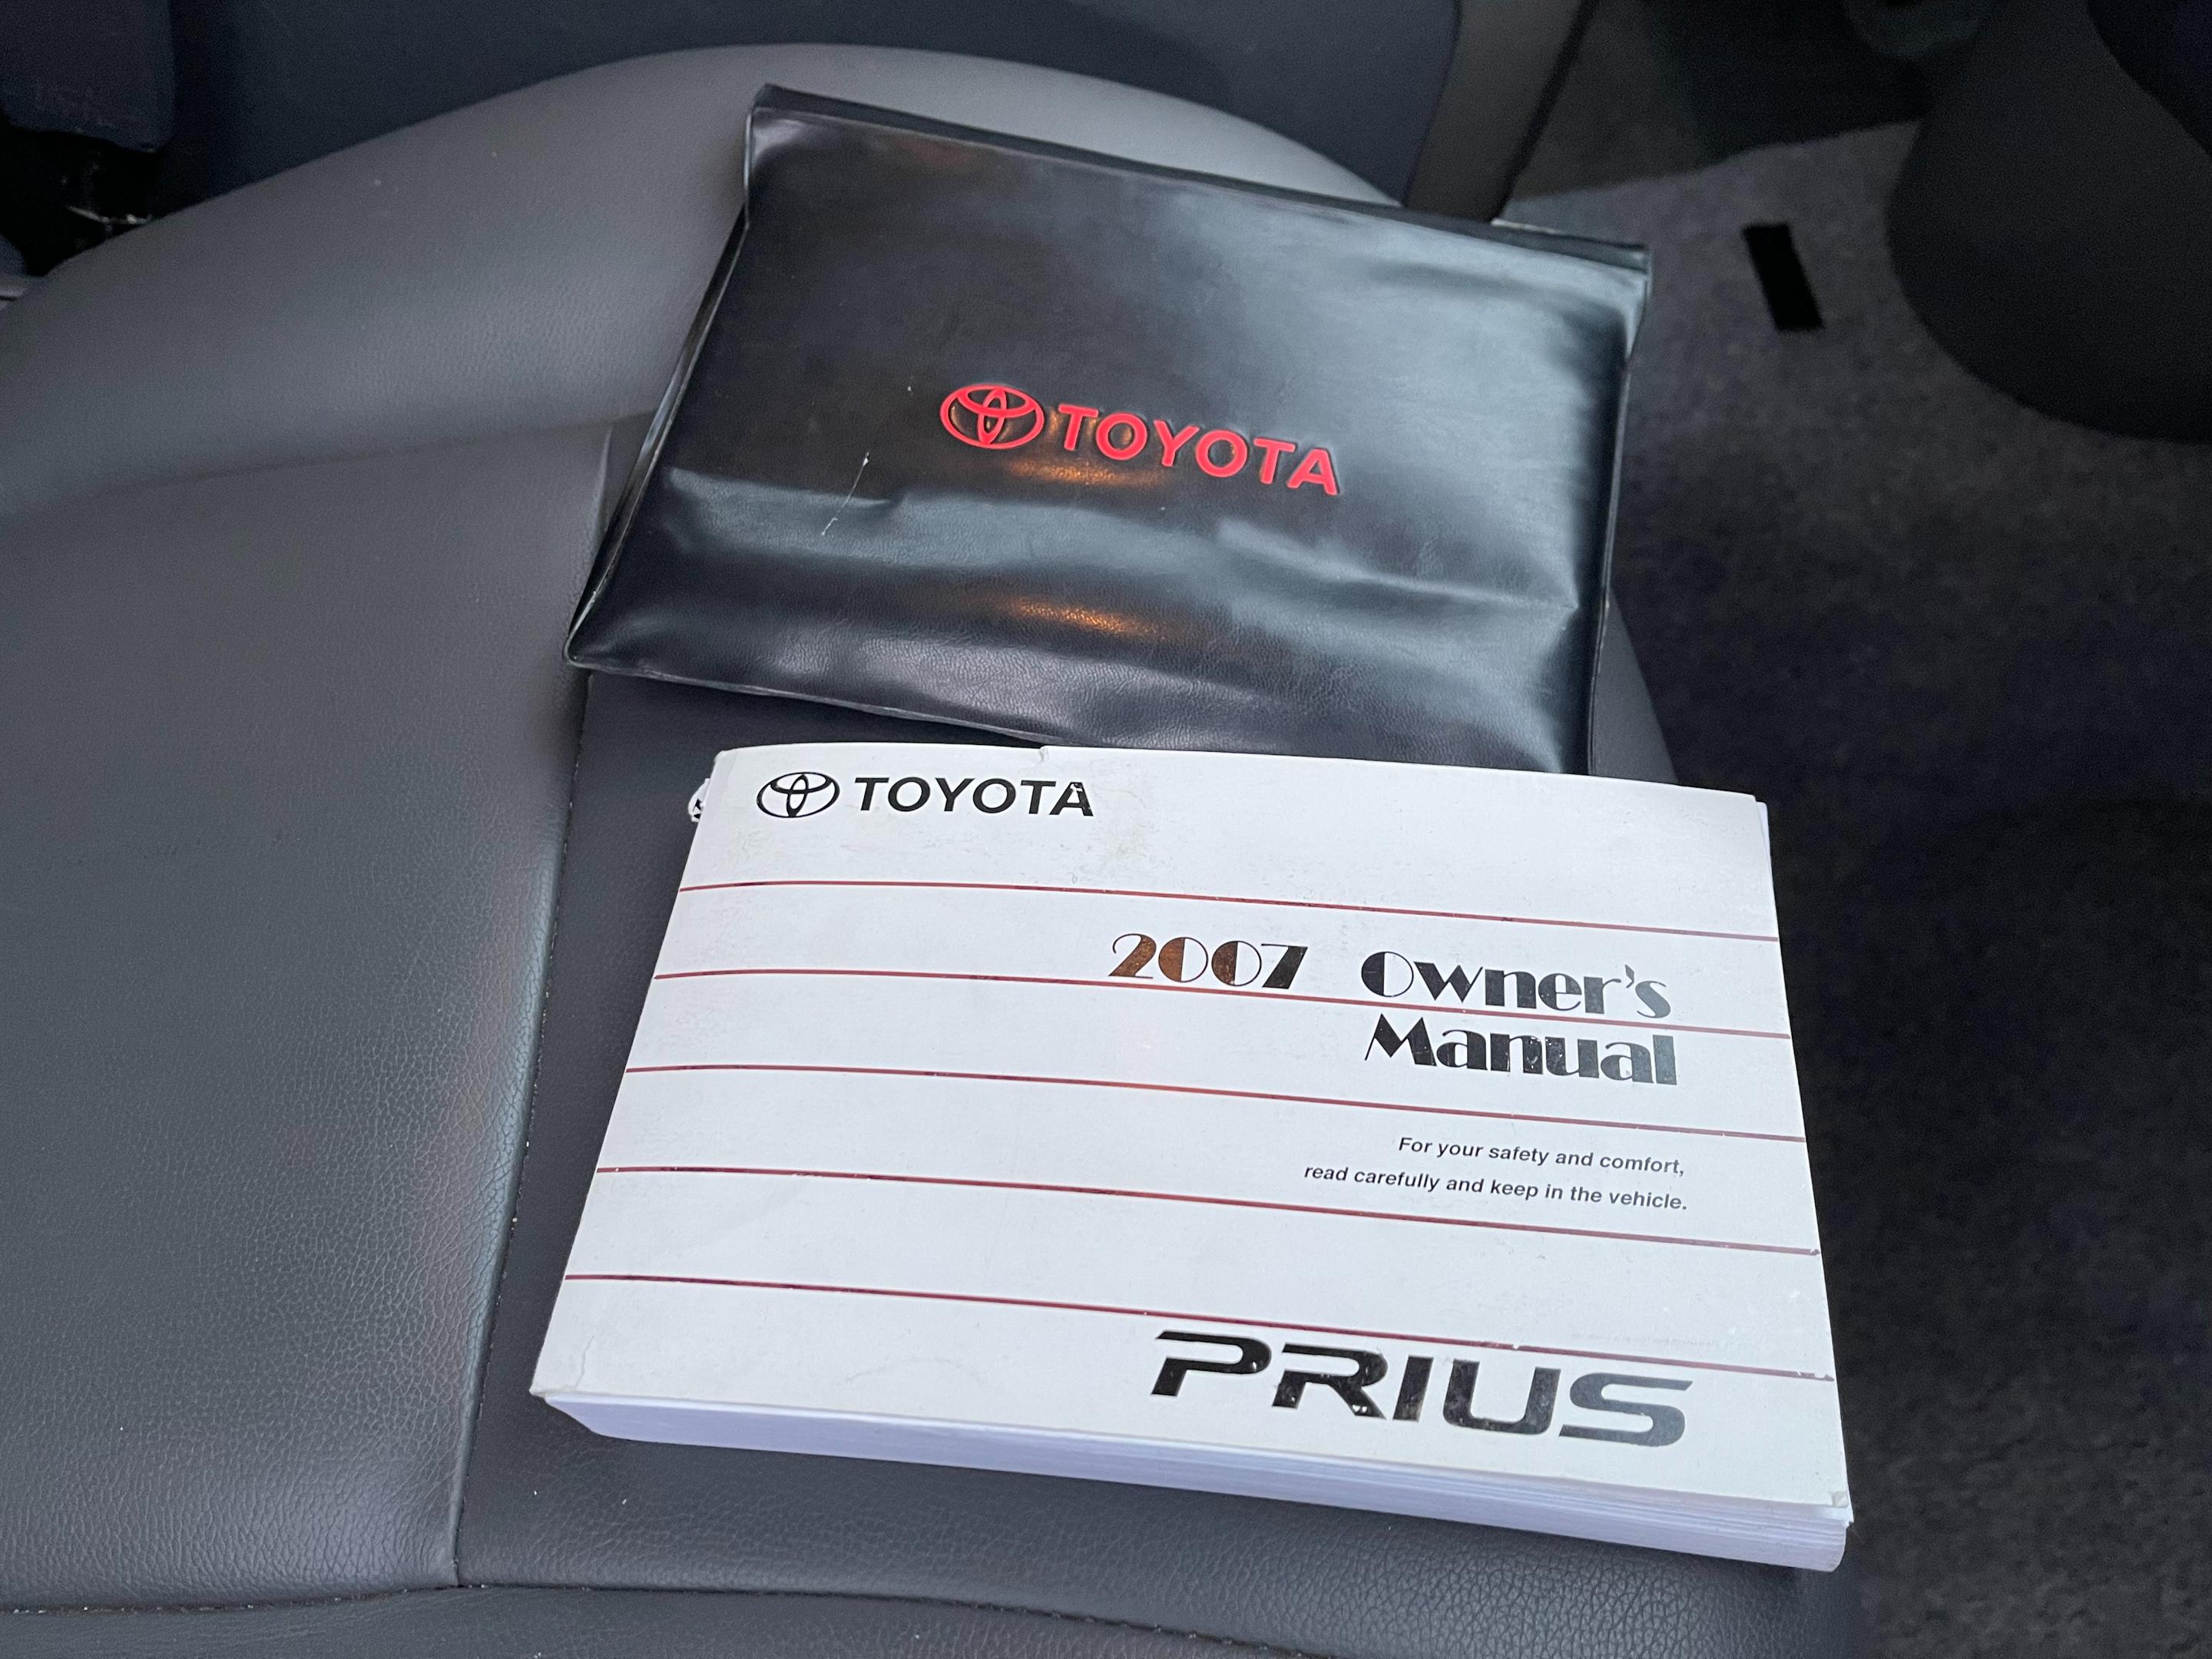 TOYOTA
TOYOTA
2007 Owner's
Manual
For your safety and comfort,
read carefully and keep in the vehicle.
PRIUS